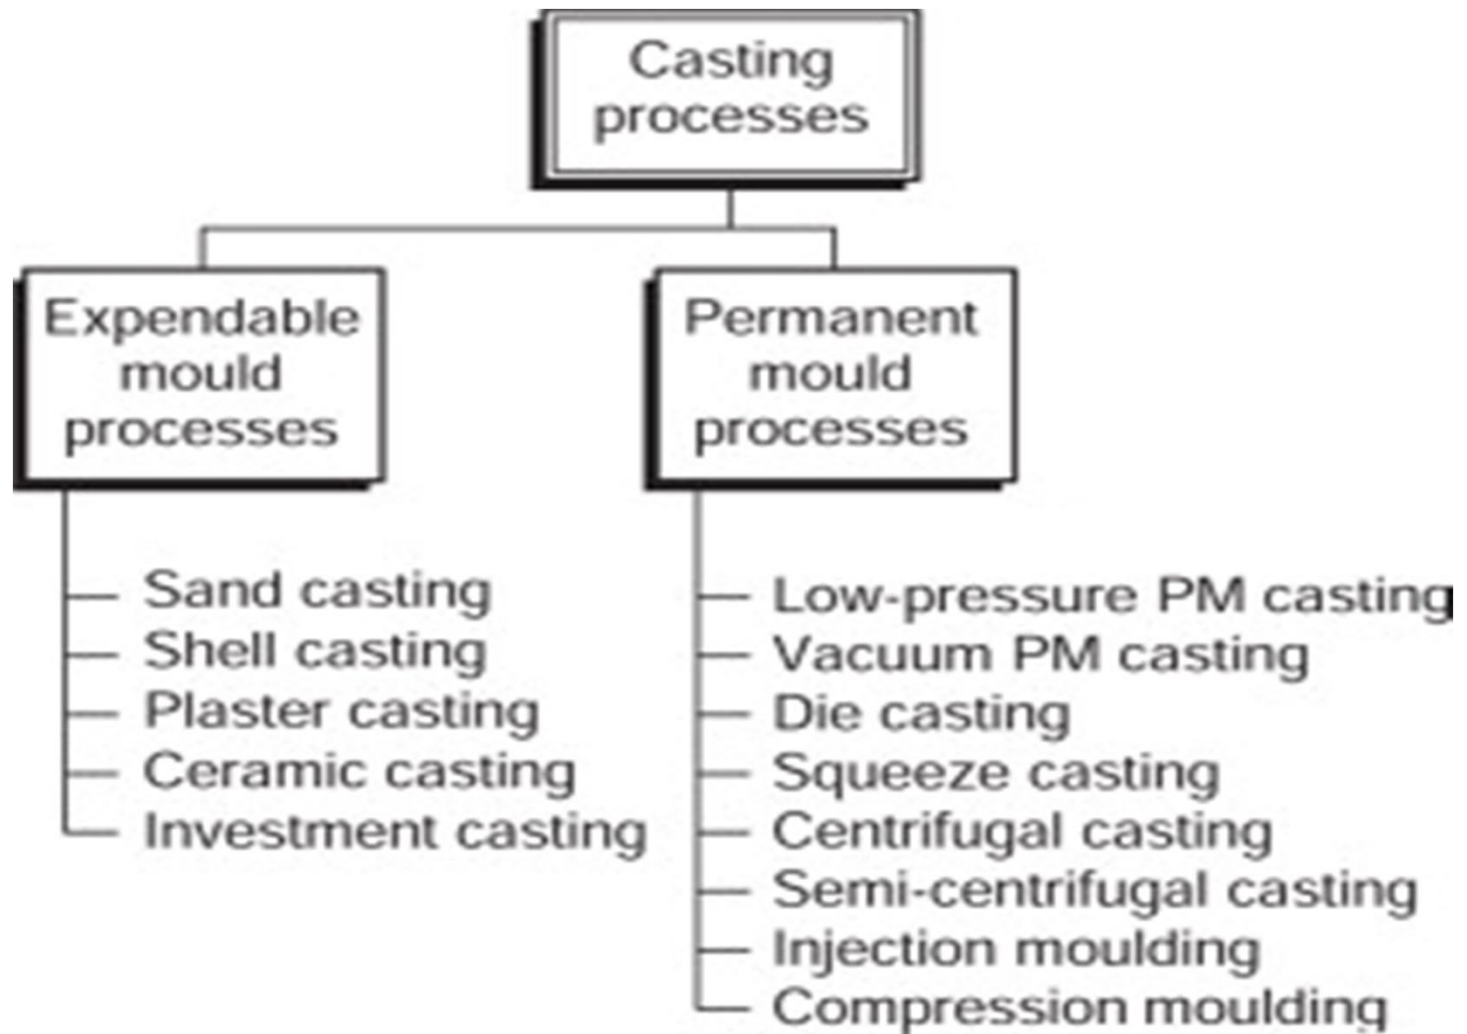 Casting
processes
Expendable
mould
processes
Permanent
mould
processes
Sand casting
Shell casting
Plaster casting
Ceramic casting
Investment casting
Low-pressure PM casting
Vacuum PM casting
Die casting
Squeeze casting
Centrifugal casting
Semi-centrifugal casting
Injection moulding
Compression moulding